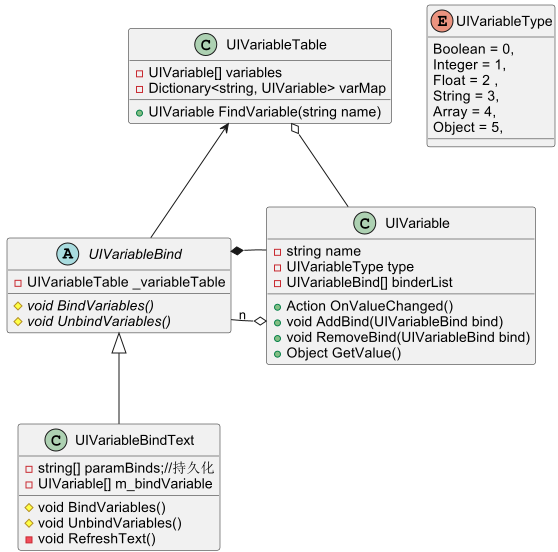 C UIVariableTable
UIVariable[] variables
Dictionary<string, UIVariable> varMap
UIVariable FindVariable(string name)
E UIVariableType
Boolean = 0,
Integer = 1,
Float = 2 ,
String = 3,
Array = 4,
Object = 5,
A UIVariableBind
UIVariableTable _variableTable
void BindVariables()
void UnbindVariables()
n
C UIVariable
string name
UIVariableType type
UIVariableBind[] binderList
Action OnValueChanged()
void AddBind(UIVariableBind bind)
void RemoveBind(UIVariableBind bind)
Object GetValue()
C UIVariableBindText
string[] paramBinds;//持久化
UIVariable[] m_bindVariable
void BindVariables()
void UnbindVariables()
void RefreshText()